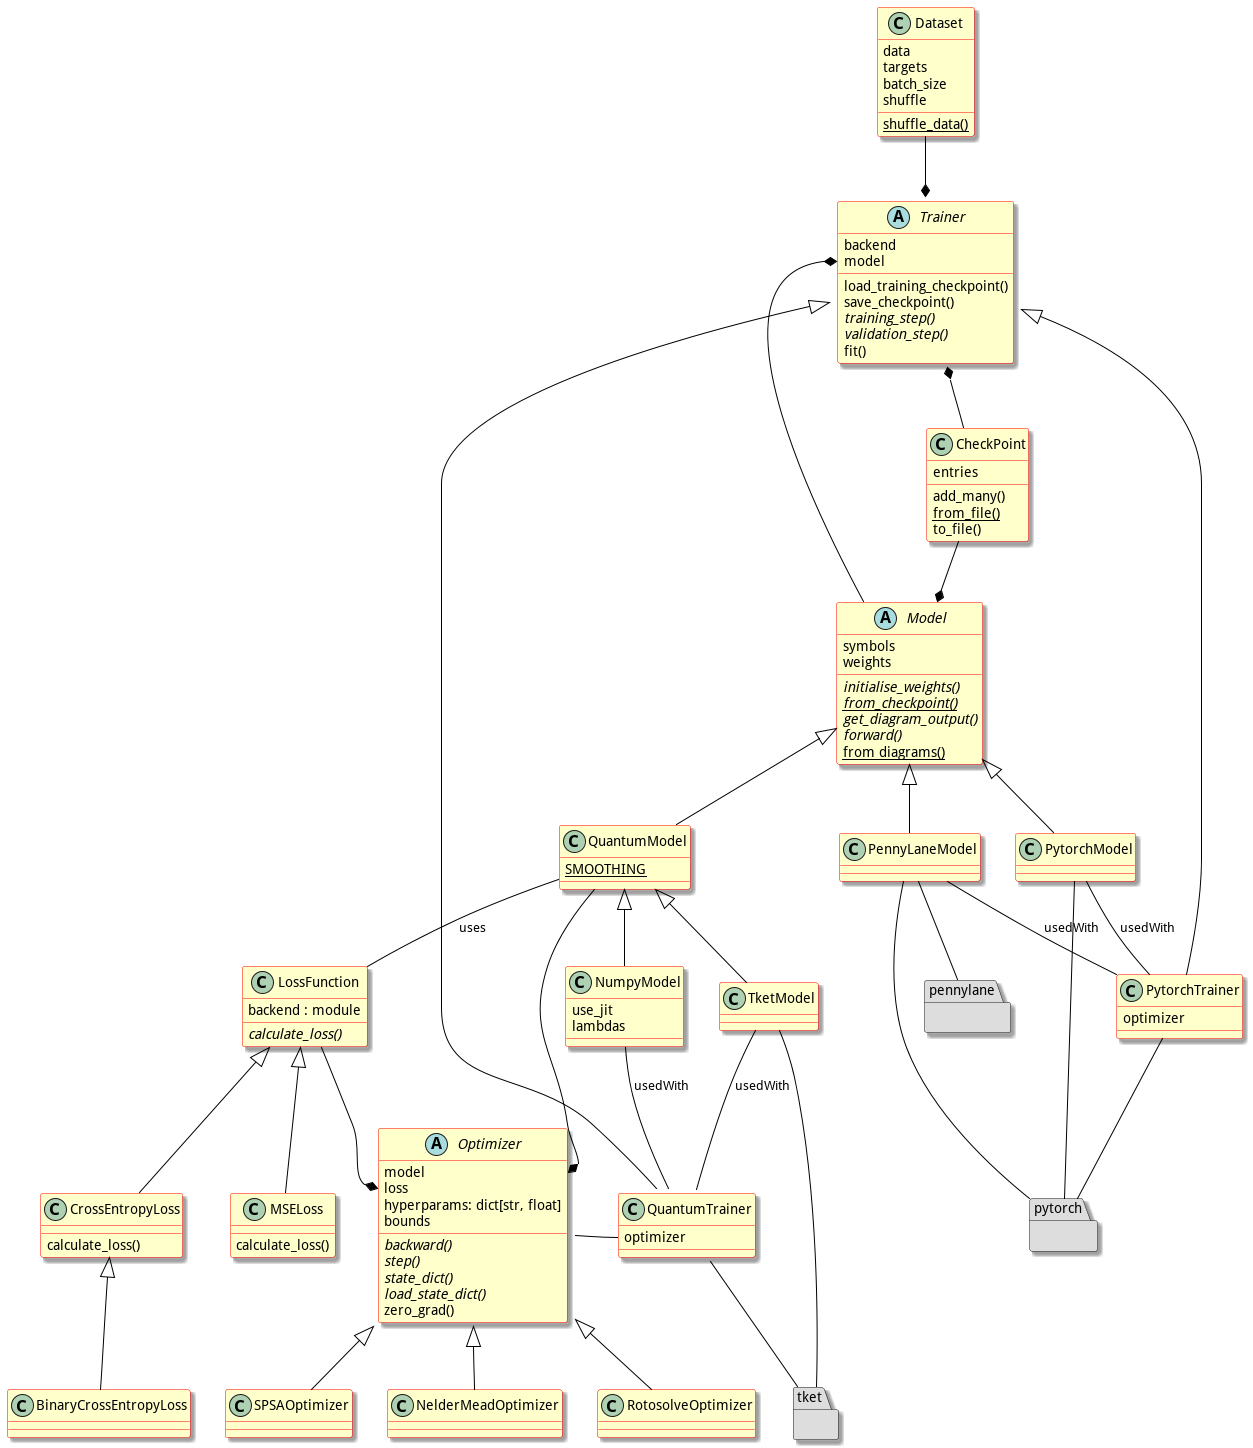 C Dataset
data
targets
batch_size
shuffle
shuffle_data()
A Trainer
backend
model
load_training_checkpoint()
save_checkpoint()
training_step()
validation_step()
fit()
C CheckPoint
entries
add_many()
from_file()
to_file()
A Model
symbols
weights
initialise_weights()
from_checkpoint()
get_diagram_output()
forward()
from_diagrams()
C QuantumModel
SMOOTHING
C PennyLaneModel
C PytorchModel
uses
usedWith
usedWith
C LossFunction
backend : module
calculate_loss()
C NumpyModel
use_jit
lambdas
C TketModel
pennylane
C PytorchTrainer
optimizer
usedWith
usedWith
A Optimizer
model
loss
hyperparams: dict[str, float]
bounds
backward()
step()
state_dict()
load_state_dict()
zero_grad()
C CrossEntropyLoss
calculate_loss()
C MSELoss
calculate_loss()
C QuantumTrainer
optimizer
pytorch
C BinaryCrossEntropyLoss
C SPSAOptimizer
C NelderMeadOptimizer
C RotosolveOptimizer
tket